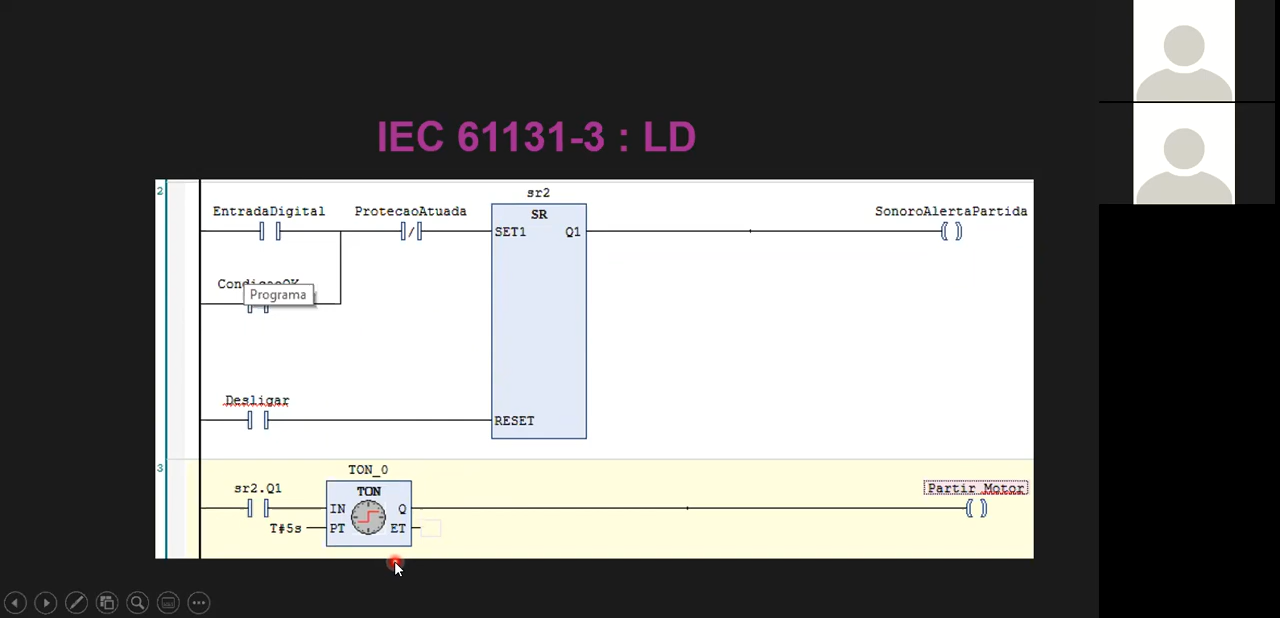 IEC 61131-3 : LD
2
sr2
EntradaDigital ProtecaoAtuada SR SonoroAlertaPartida
/ SET1 Q1
Programa
Desligar
RESET
3
TON_0
sr2.Q1 TON Partir Motor
IN Q
T#5s PT ET